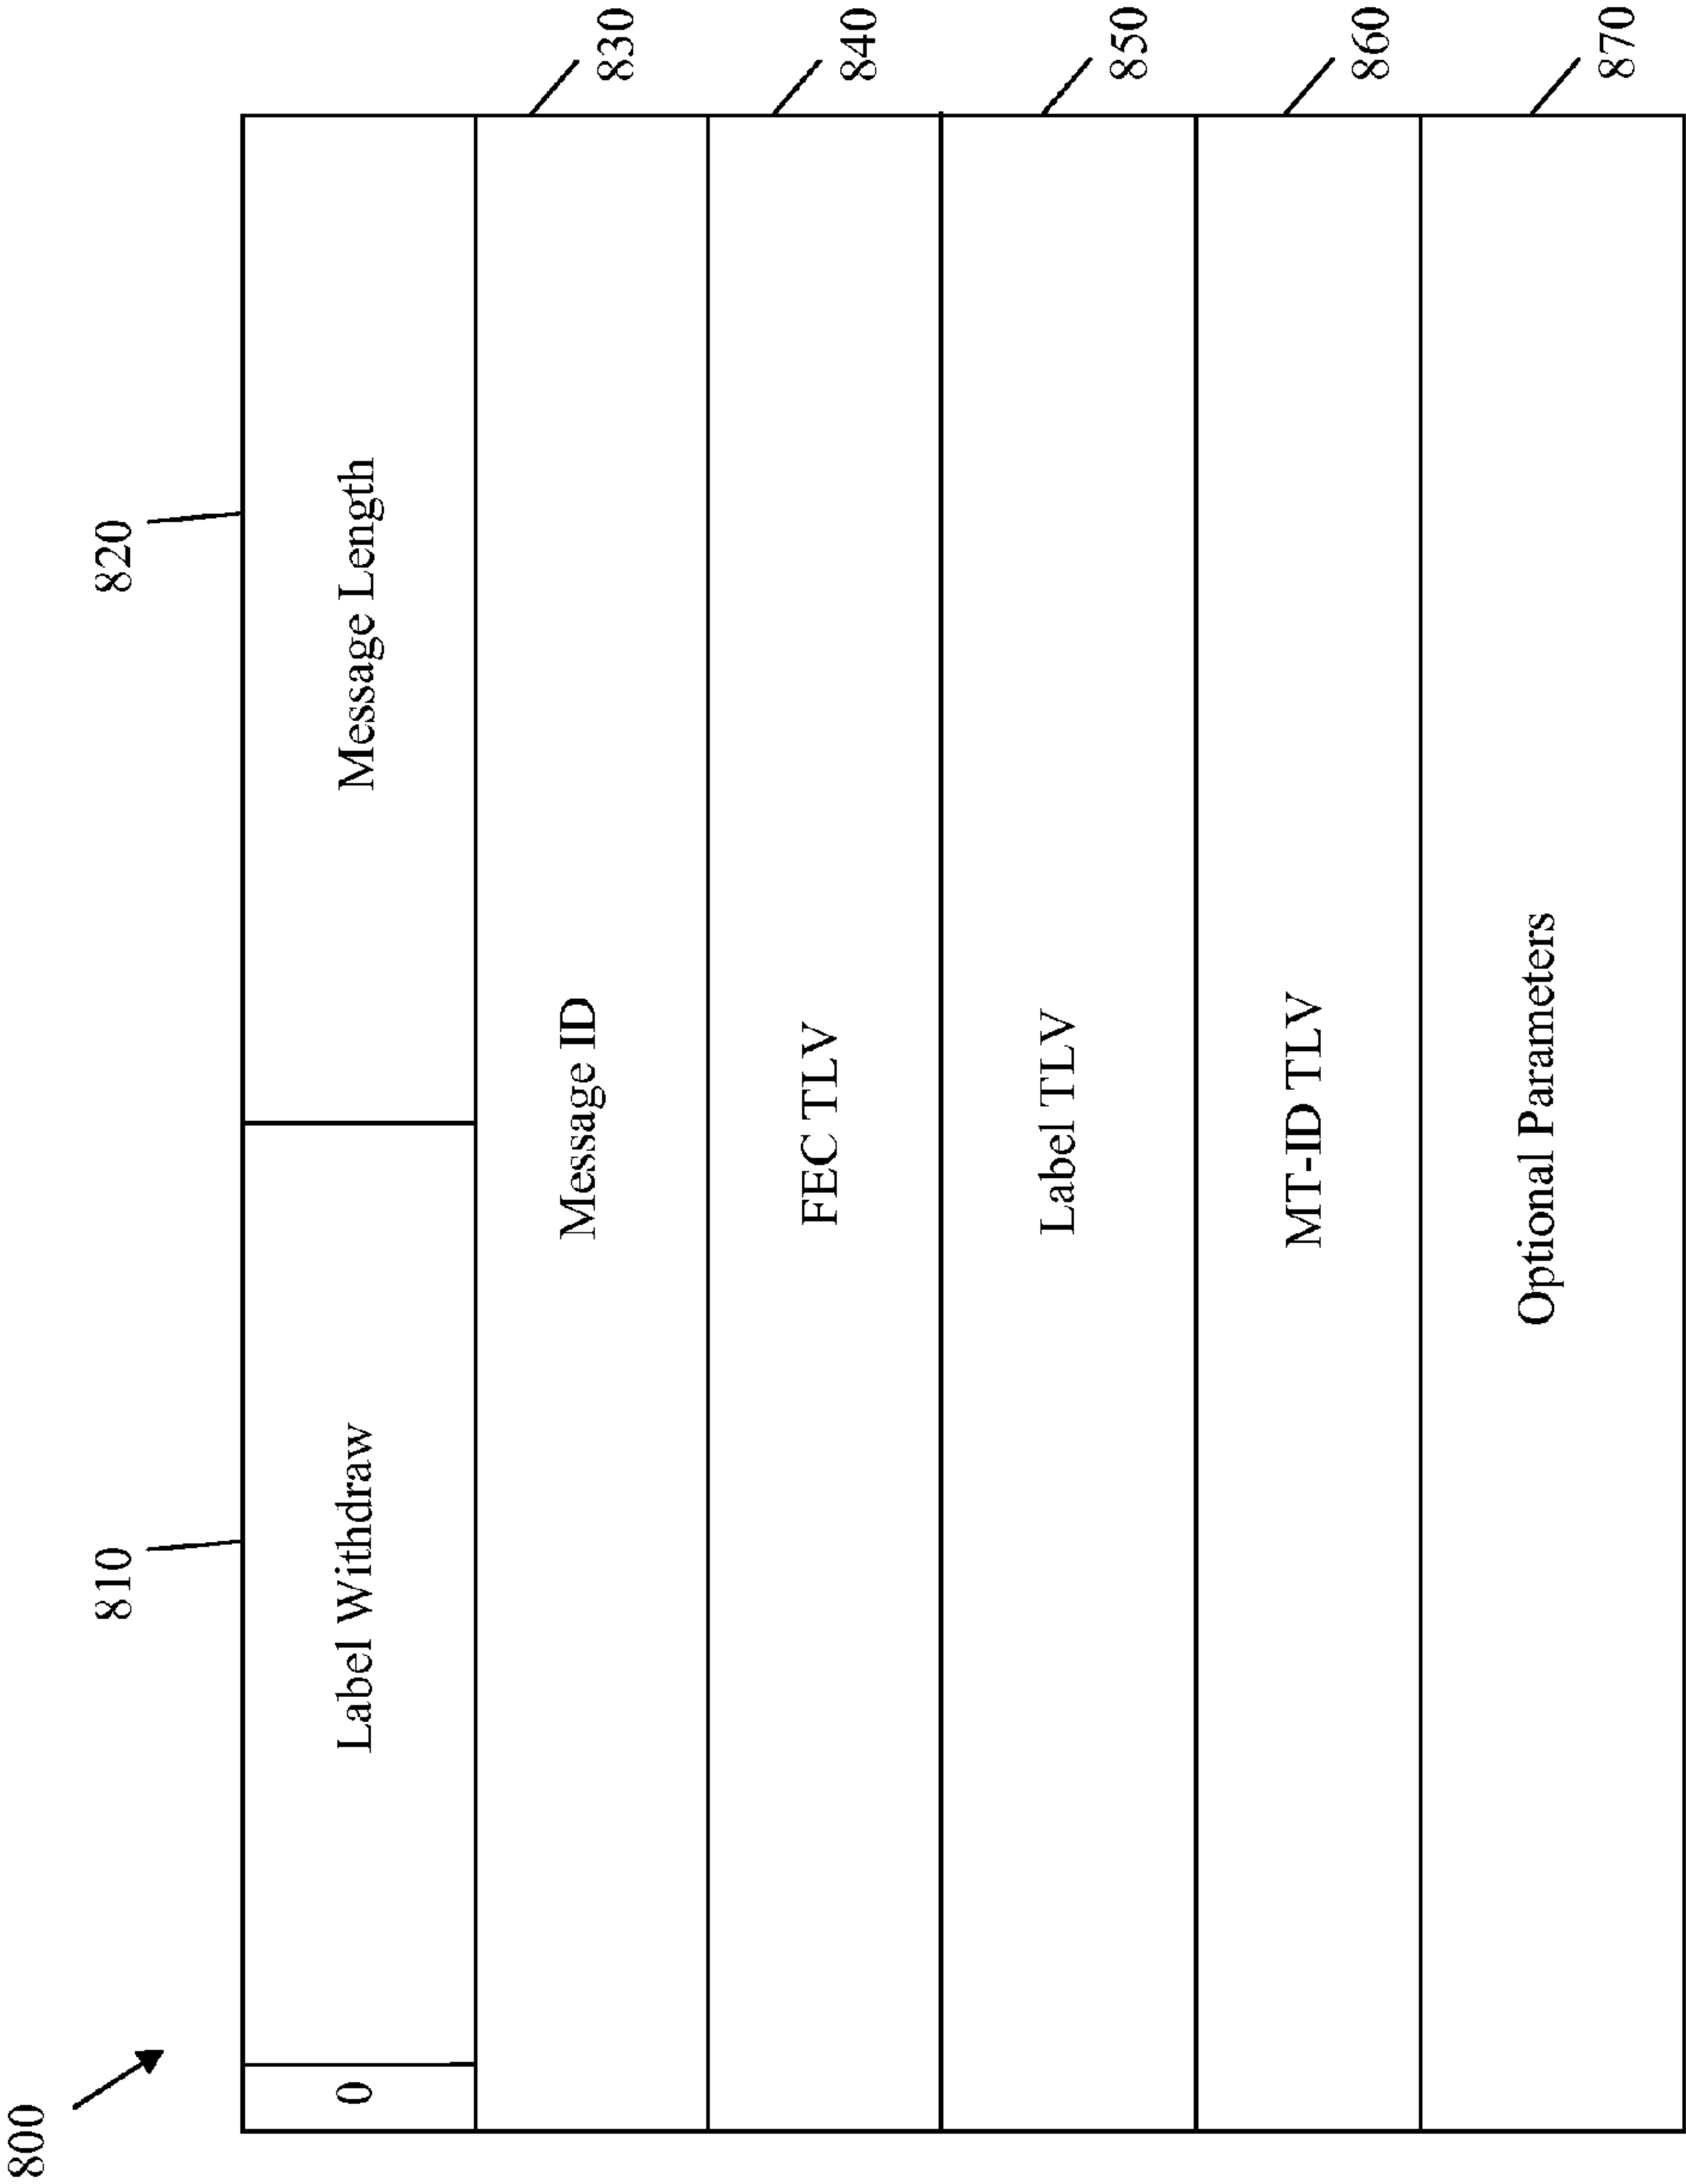 800
810
820
0
Label Withdraw
Message Length
Message ID
830
FEC TLV
840
Label TLV
850
MT-ID TLV
860
Optional Parameters
870